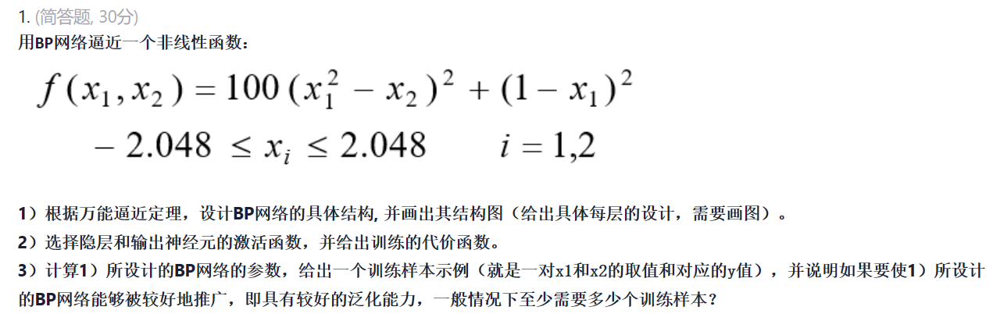 1. (简答题, 30分)
用BP网络逼近一个非线性函数:
f(x₁,x₂) = 100(x₁² − x₂)² + (1 − x₁)²
− 2.048 ≤ xᵢ ≤ 2.048 i = 1,2
1）根据万能逼近定理，设计BP网络的具体结构, 并画出其结构图（给出具体每层的设计，需要画图）。
2）选择隐层和输出神经元的激活函数，并给出训练的代价函数。
3）计算1）所设计的BP网络的参数，给出一个训练样本示例（就是一对x1和x2的取值和对应的y值），并说明如果要使1）所设计
的BP网络能够被较好地推广，即具有较好的泛化能力，一般情况下至少需要多少个训练样本？